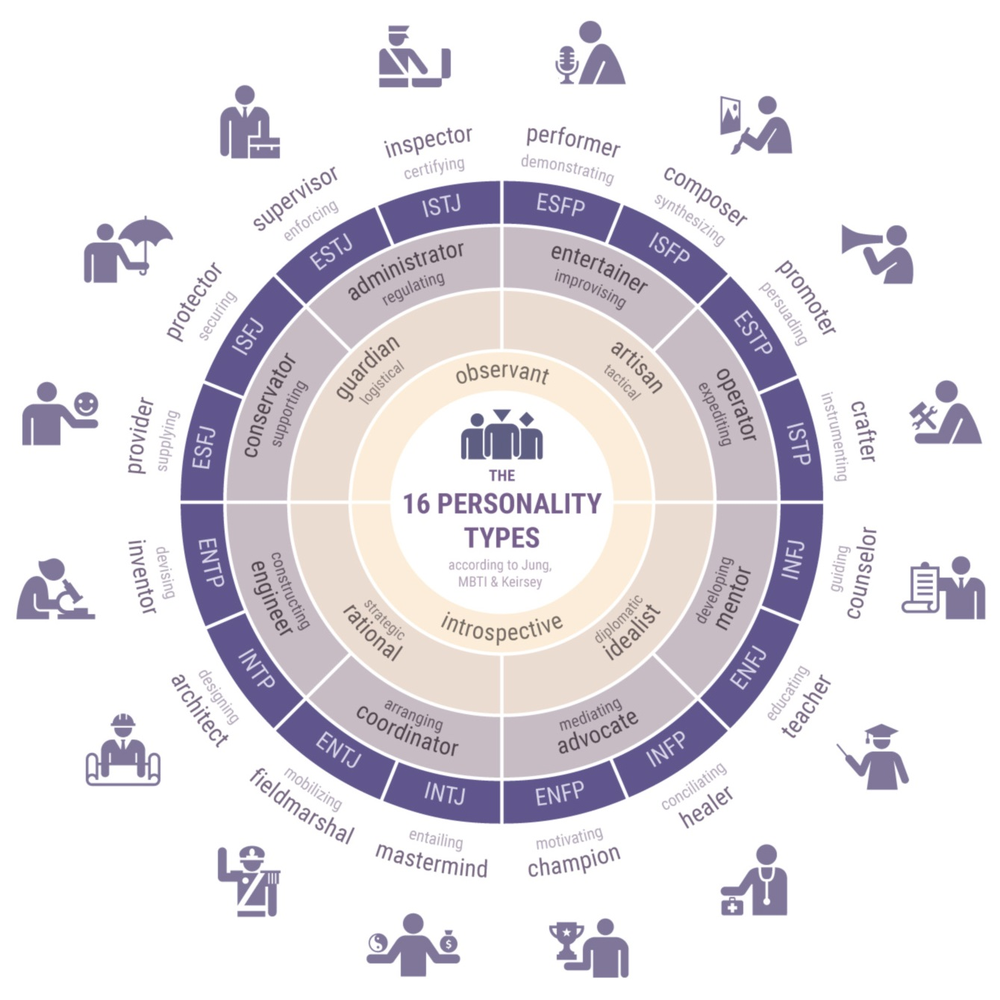 THE
16 PERSONALITY
TYPES
according to Jung,
MBTI & Keirsey
observant
introspective
guardian
logistical
artisan
tactical
diplomatic
idealist
strategic
rational
administrator
regulating
entertainer
improvising
operator
expediting
developing
mentor
mediating
advocate
arranging
coordinator
constructing
engineer
conservator
supporting
ISTJ
inspector
certifying
ESFP
performer
demonstrating
ISFP
composer
synthesizing
ESTP
promoter
persuading
ISTP
crafter
instrumenting
INFJ
guiding
counselor
ENFJ
educating
teacher
INFP
conciliating
healer
ENFP
motivating
champion
INTJ
entailing
mastermind
ENTJ
mobilizing
fieldmarshal
INTP
designing
architect
ENTP
devising
inventor
ESFJ
provider
supplying
ISFJ
protector
securing
ESTJ
supervisor
enforcing
$